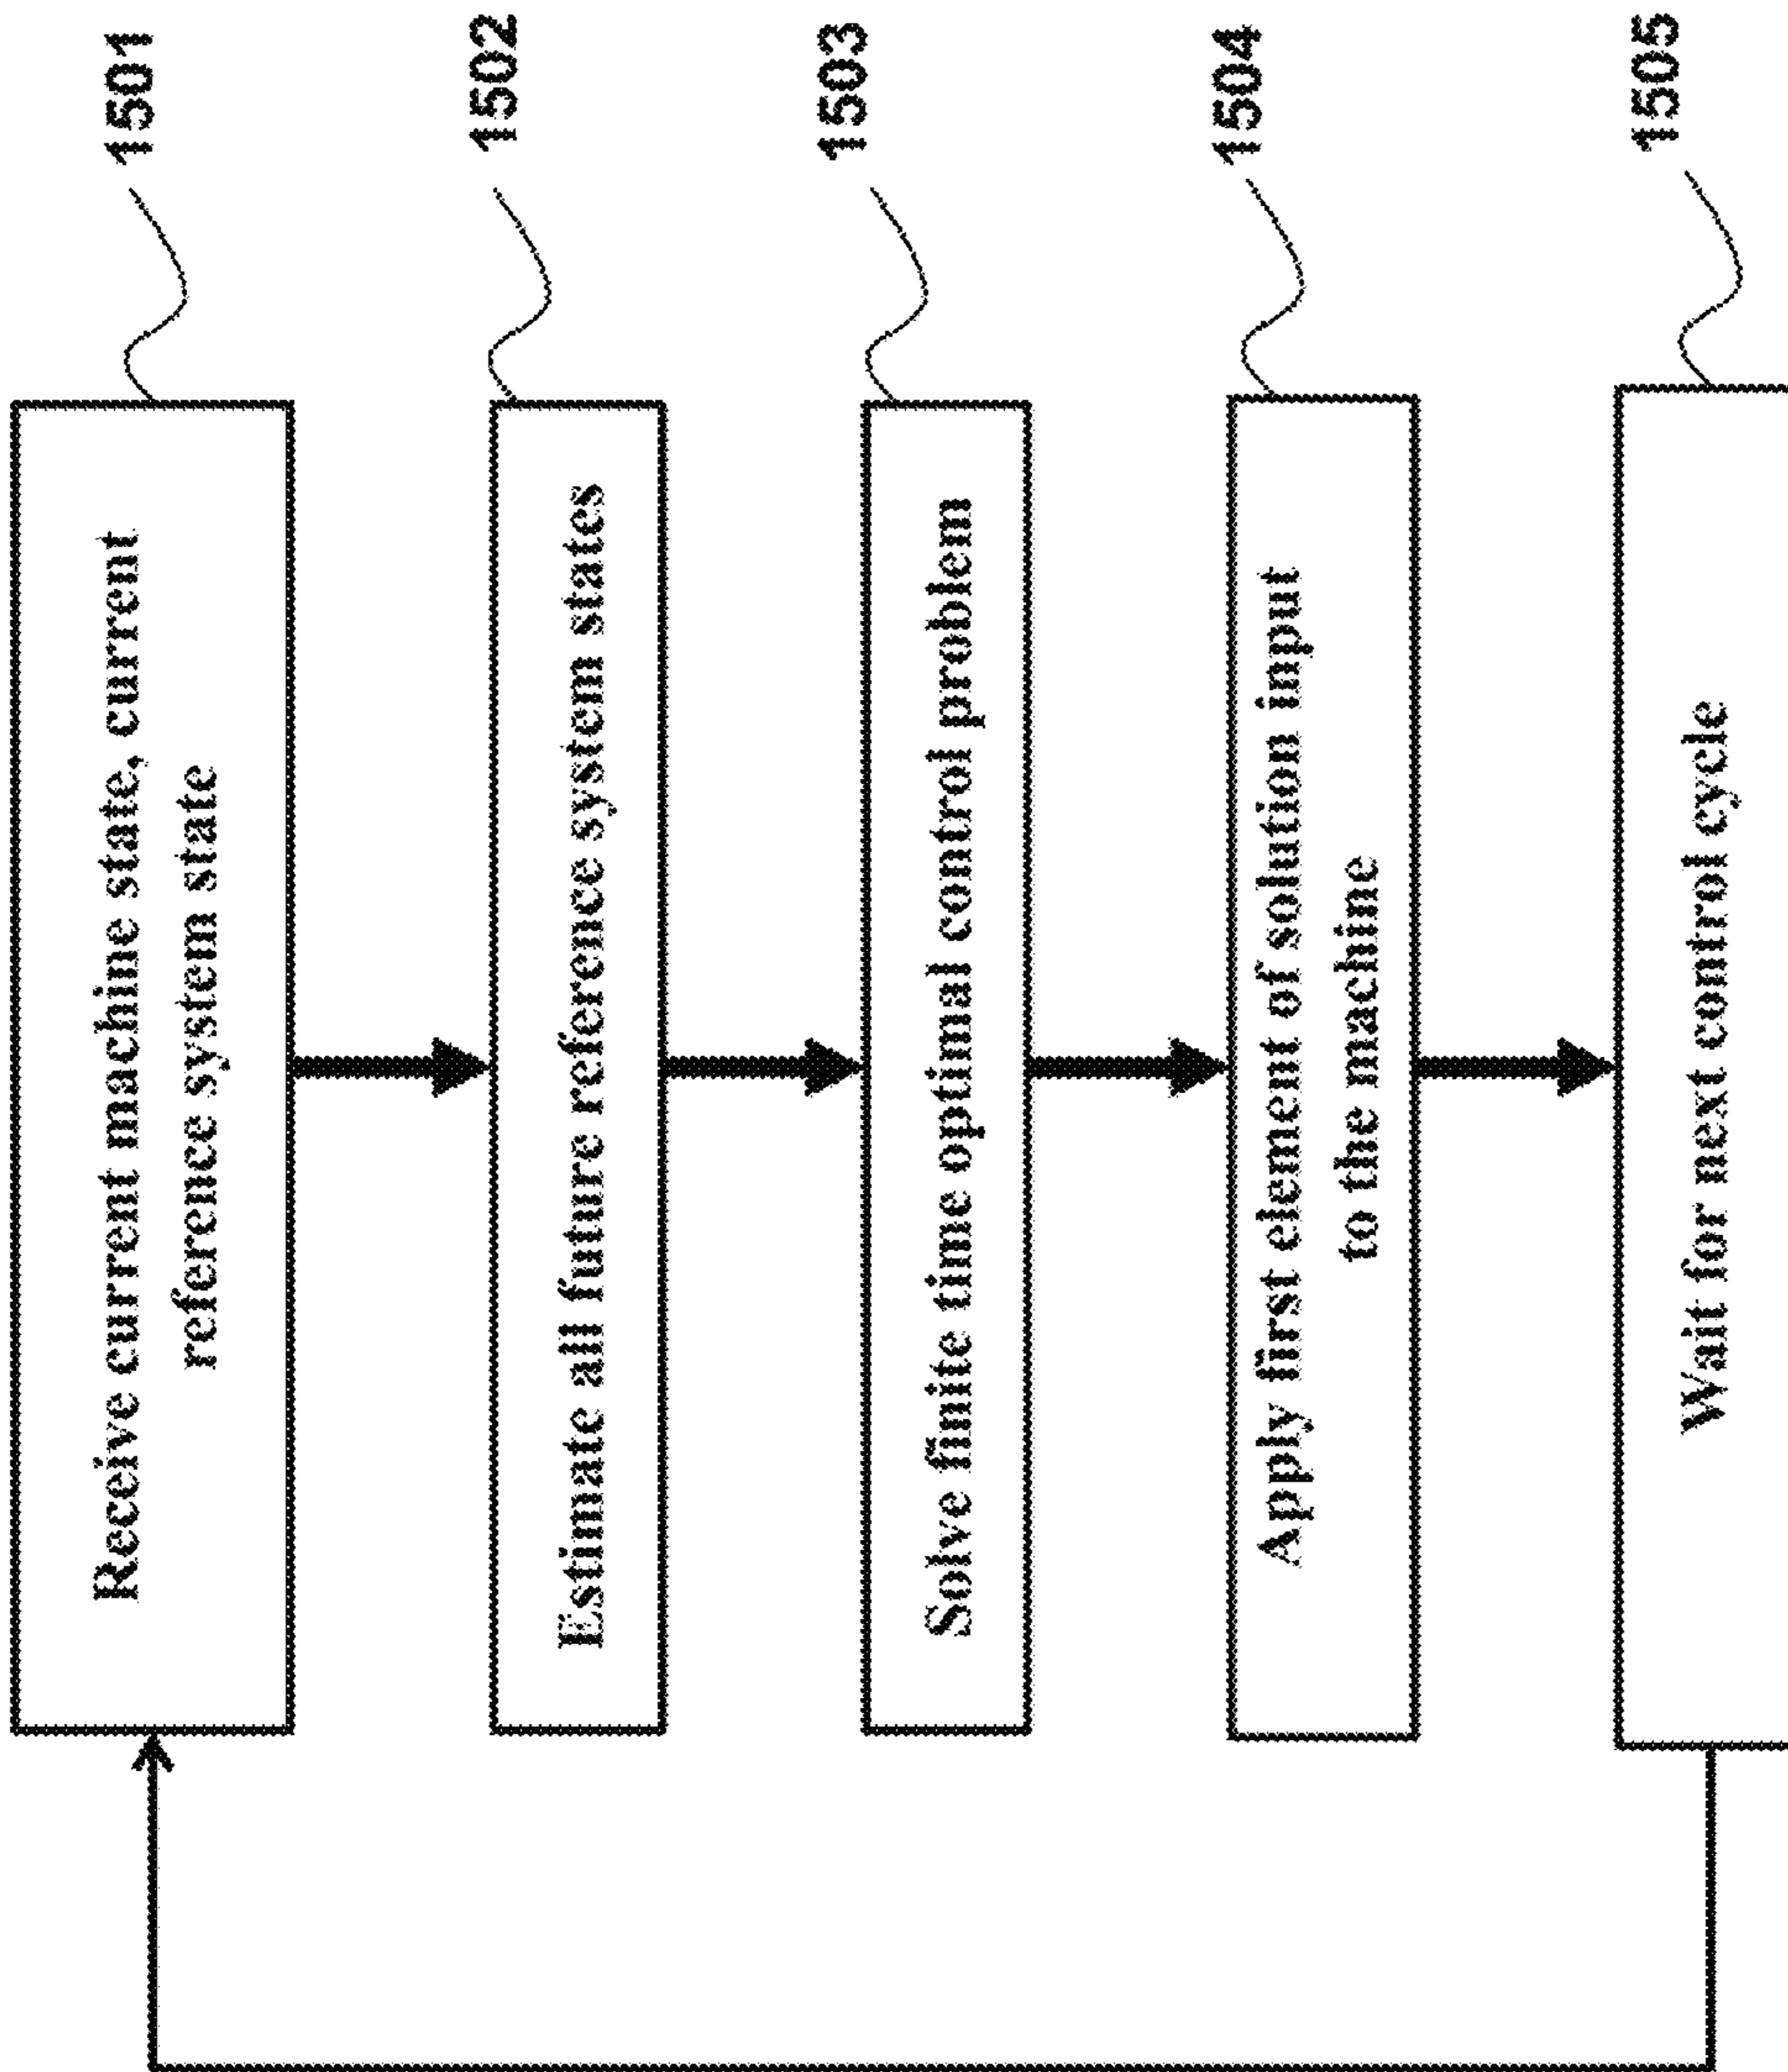 Receive current machine state, current
reference system state
1501
Estimate all future reference system states
1502
Solve finite time optimal control problem
1503
Apply first element of solution input
to the machine
1504
Wait for next control cycle
1505